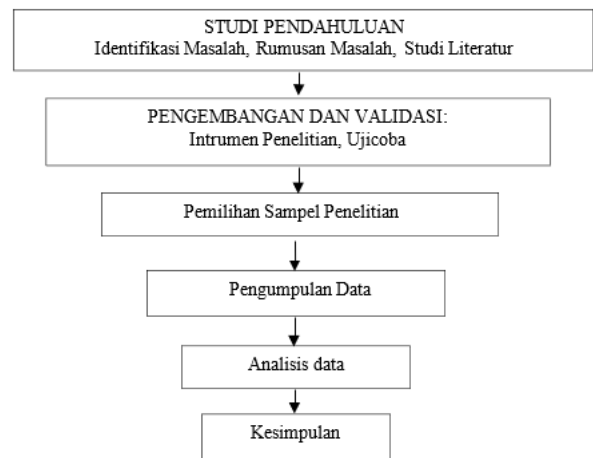 STUDI PENDAHULUAN
Identifikasi Masalah, Rumusan Masalah, Studi Literatur
PENGEMBANGAN DAN VALIDASI:
Intrumen Penelitian, Ujicoba
Pemilihan Sampel Penelitian
Pengumpulan Data
Analisis data
Kesimpulan